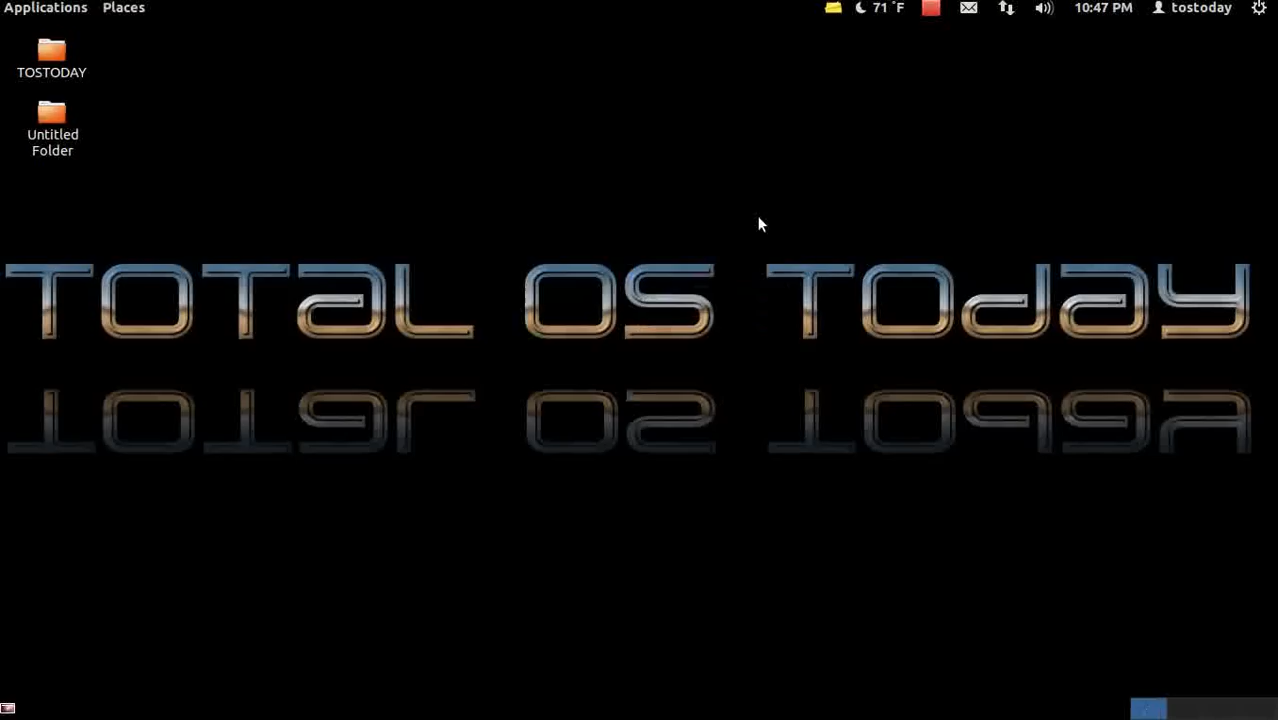 Applications Places 71 °F 10:47 PM tostoday
TOSTODAY
Untitled
Folder
TOTAL OS TODAY